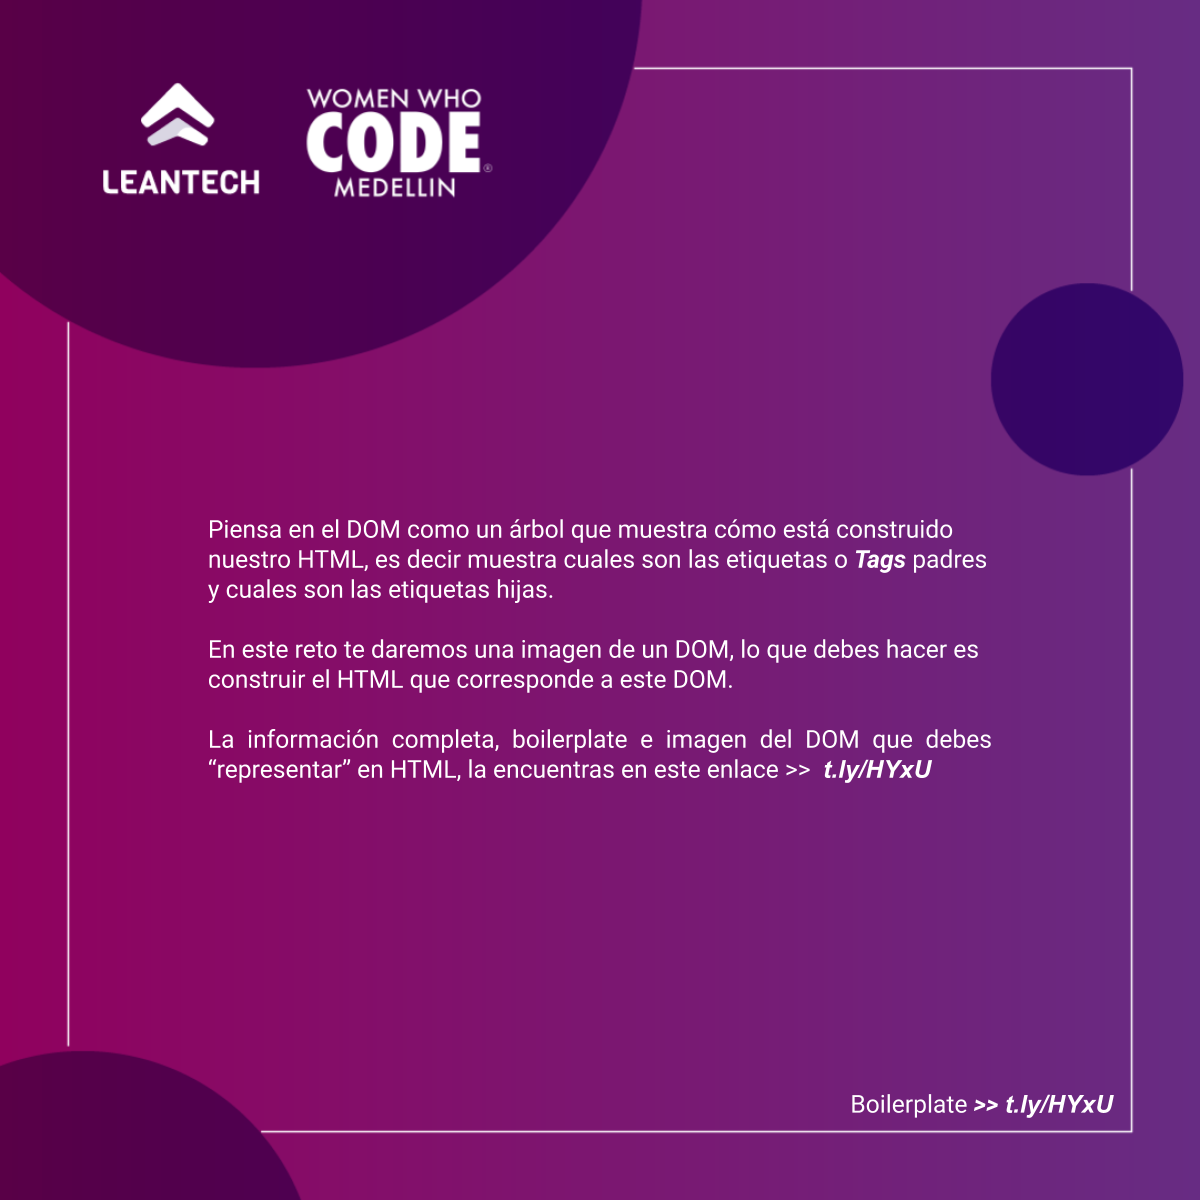 LEANTECH
WOMEN WHO
CODE®
MEDELLIN
Piensa en el DOM como un árbol que muestra cómo está construido
nuestro HTML, es decir muestra cuales son las etiquetas o Tags padres
y cuales son las etiquetas hijas.
En este reto te daremos una imagen de un DOM, lo que debes hacer es
construir el HTML que corresponde a este DOM.
La información completa, boilerplate e imagen del DOM que debes
“representar” en HTML, la encuentras en este enlace >> t.ly/HYxU
Boilerplate >> t.ly/HYxU